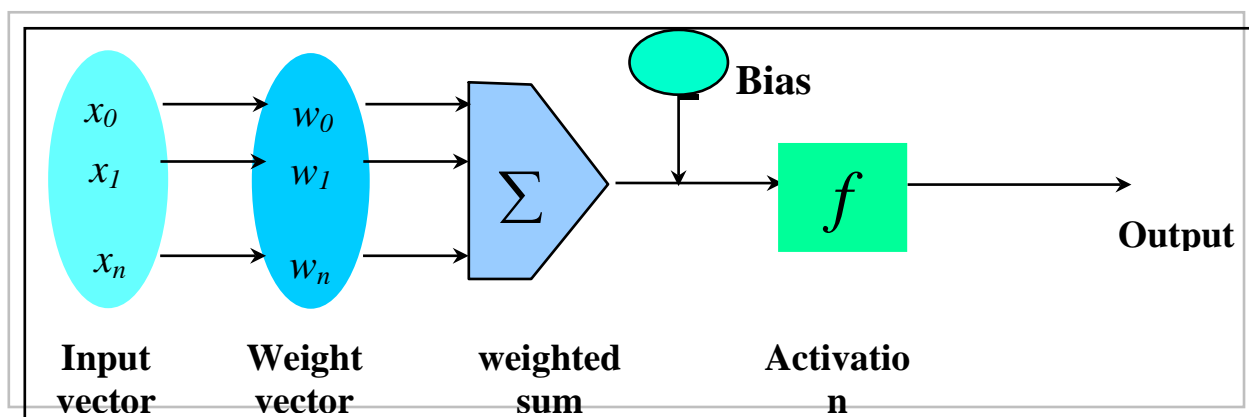 Bias
x0 w0
x1 w1
Σ f
Output
xn wn
Input Weight weighted Activatio
vector vector sum n